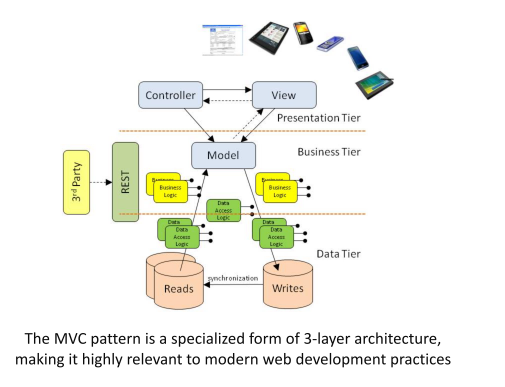 Controller
View
Presentation Tier
Model
Business Tier
3rd Party
REST
Business
Business
Logic
Business
Business
Logic
Data
Access
Logic
Data
Data
Access
Logic
Data
Data
Access
Logic
Data Tier
Reads
synchronization
Writes
The MVC pattern is a specialized form of 3-layer architecture,
making it highly relevant to modern web development practices